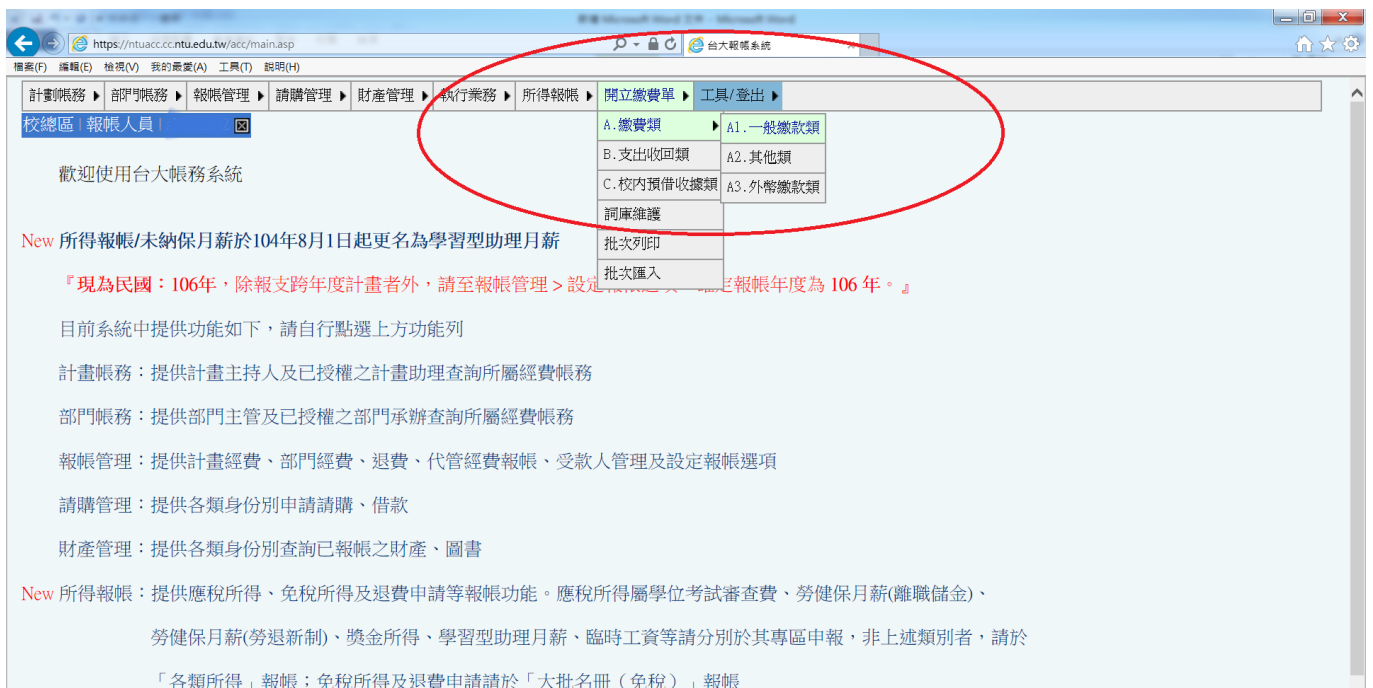 https://ntuacc.cc.ntu.edu.tw/acc/main.asp
台大報帳系統
檔案(F) 編輯(E) 檢視(V) 我的最愛(A) 工具(T) 說明(H)
計劃帳務 部門帳務 報帳管理 請購管理 財產管理 執行業務 所得報帳 開立繳費單 工具/登出
校總區|報帳人員|
A.繳費類 A1.一般繳款類
B.支出收回類 A2.其他類
C.校內預借收據類 A3.外幣繳款類
詞庫維護
批次列印
批次匯入
歡迎使用台大帳務系統
New 所得報帳/未納保月薪於104年8月1日起更名為學習型助理月薪
『現為民國：106年，除報支跨年度計畫者外，請至報帳管理 > 設定報帳年度為 106 年。』
目前系統中提供功能如下，請自行點選上方功能列
計畫帳務：提供計畫主持人及已授權之計畫助理查詢所屬經費帳務
部門帳務：提供部門主管及已授權之部門承辦查詢所屬經費帳務
報帳管理：提供計畫經費、部門經費、退費、代管經費報帳、受款人管理及設定報帳選項
請購管理：提供各類身份別申請請購、借款
財產管理：提供各類身份別查詢已報帳之財產、圖書
New 所得報帳：提供應稅所得、免稅所得及退費申請等報帳功能。應稅所得屬學位考試審查費、勞健保月薪(離職儲金)、
勞健保月薪(勞退新制)、獎金所得、學習型助理月薪、臨時工資等請分別於其專區申報，非上述類別者，請於
「各類所得」報帳；免稅所得及退費申請請於「大批名冊（免稅）」報帳